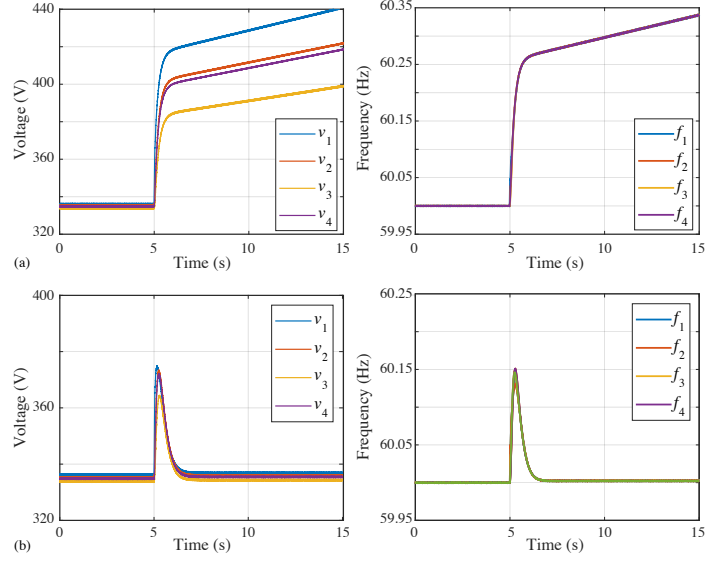 440
400
360
320
Voltage (V)
v1
v2
v3
v4
0
5
10
15
Time (s)
(a)
60.35
60.25
60.15
60.05
59.95
Frequency (Hz)
f1
f2
f3
f4
0
5
10
15
Time (s)
400
360
320
Voltage (V)
v1
v2
v3
v4
0
5
10
15
Time (s)
(b)
60.25
60.15
60.05
59.95
Frequency (Hz)
f1
f2
f3
f4
0
5
10
15
Time (s)